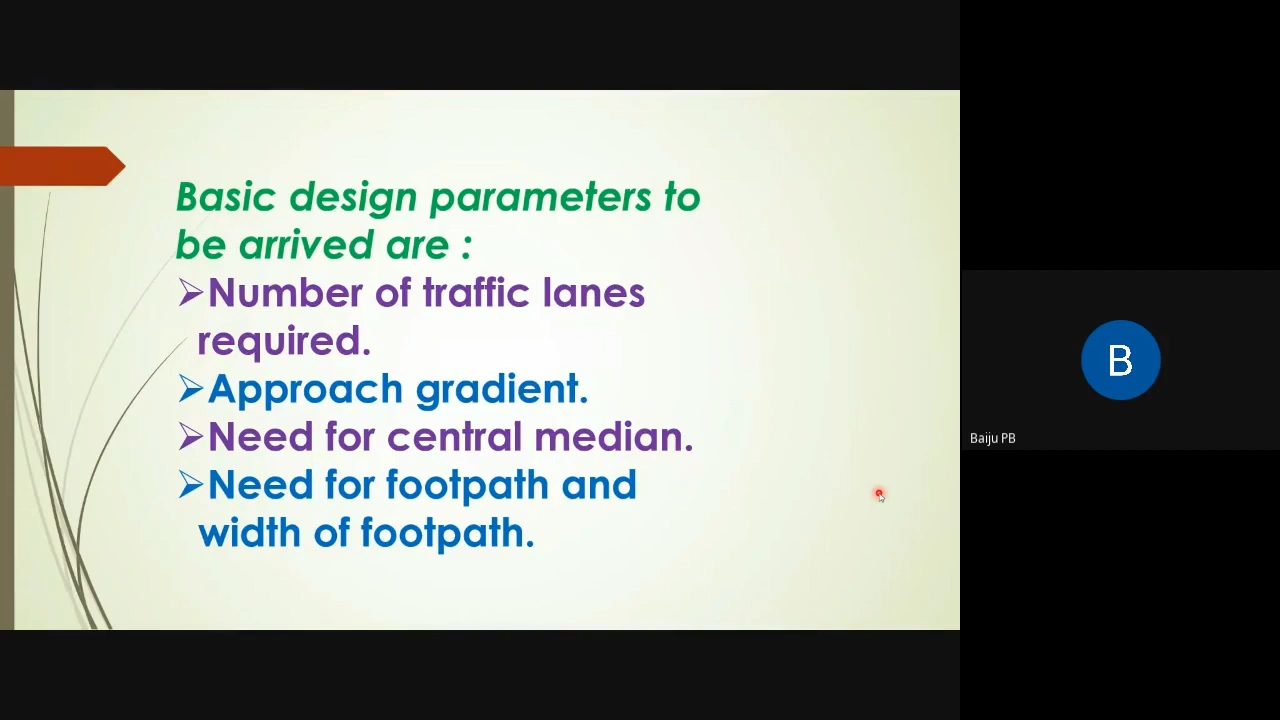 Basic design parameters to
be arrived are :
➢Number of traffic lanes
required.
➢Approach gradient.
➢Need for central median.
➢Need for footpath and
width of footpath.
B
Baiju PB